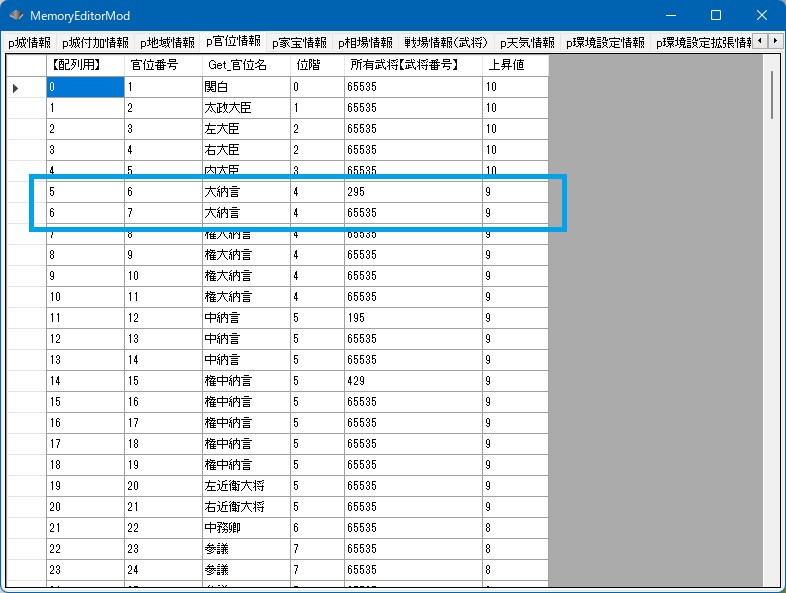 MemoryEditorMod
p城情報 p城付加情報 p地域情報 p官位情報 p家宝情報 p相場情報 戦場情報(武将) p天気情報 p環境設定情報 p環境設定拡張情報
【配列用】 官位番号 Get_官位名 位階 所有武将【武将番号】 上昇値
0 1 関白 0 65535 10
1 2 太政大臣 1 65535 10
2 3 左大臣 2 65535 10
3 4 右大臣 2 65535 10
4 5 内大臣 3 65535 10
5 6 大納言 4 295 9
6 7 大納言 4 65535 9
7 8 権大納言 4 65535 9
8 9 権大納言 4 65535 9
9 10 権大納言 4 65535 9
10 11 権大納言 4 65535 9
11 12 中納言 5 195 9
12 13 中納言 5 65535 9
13 14 中納言 5 65535 9
14 15 権中納言 5 429 9
15 16 権中納言 5 65535 9
16 17 権中納言 5 65535 9
17 18 権中納言 5 65535 9
18 19 権中納言 5 65535 9
19 20 左近衛大将 5 65535 9
20 21 右近衛大将 5 65535 9
21 22 中務卿 6 65535 8
22 23 参議 7 65535 8
23 24 参議 7 65535 8